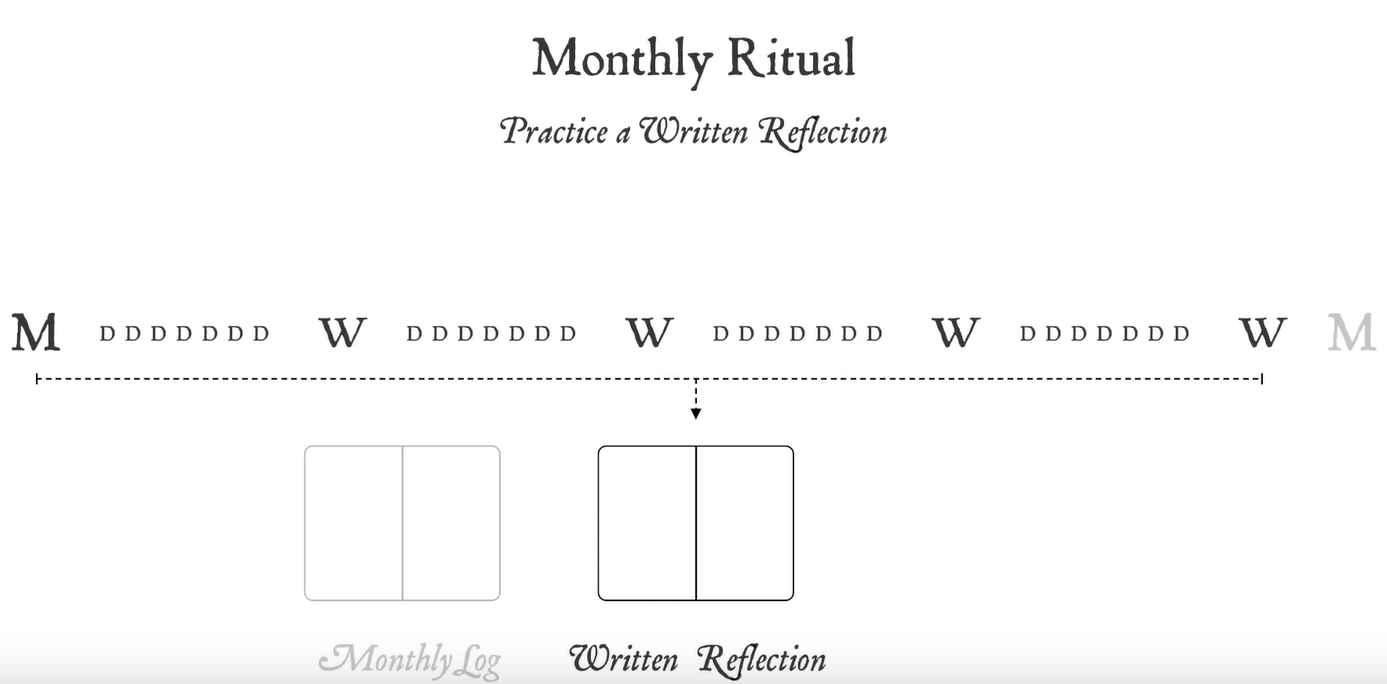 Monthly Ritual
Practice a Written Reflection
M D D D D D D D W D D D D D D D W D D D D D D D W D D D D D D D W M
Monthly Log Written Reflection